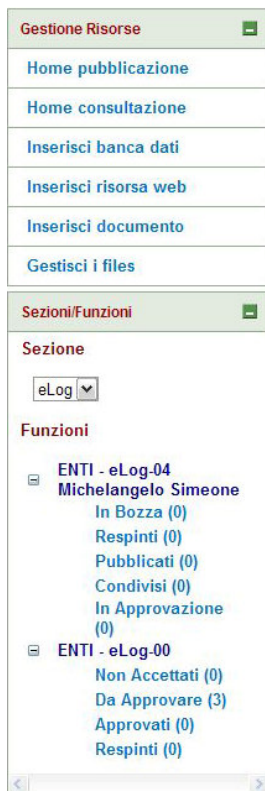 Gestione Risorse
Home pubblicazione
Home consultazione
Inserisci banca dati
Inserisci risorsa web
Inserisci documento
Gestisci i files
Sezioni/Funzioni
Sezione
eLog
Funzioni
ENTI - eLog-04
Michelangelo Simeone
In Bozza (0)
Respinti (0)
Pubblicati (0)
Condivisi (0)
In Approvazione
(0)
ENTI - eLog-00
Non Accettati (0)
Da Approvare (3)
Approvati (0)
Respinti (0)